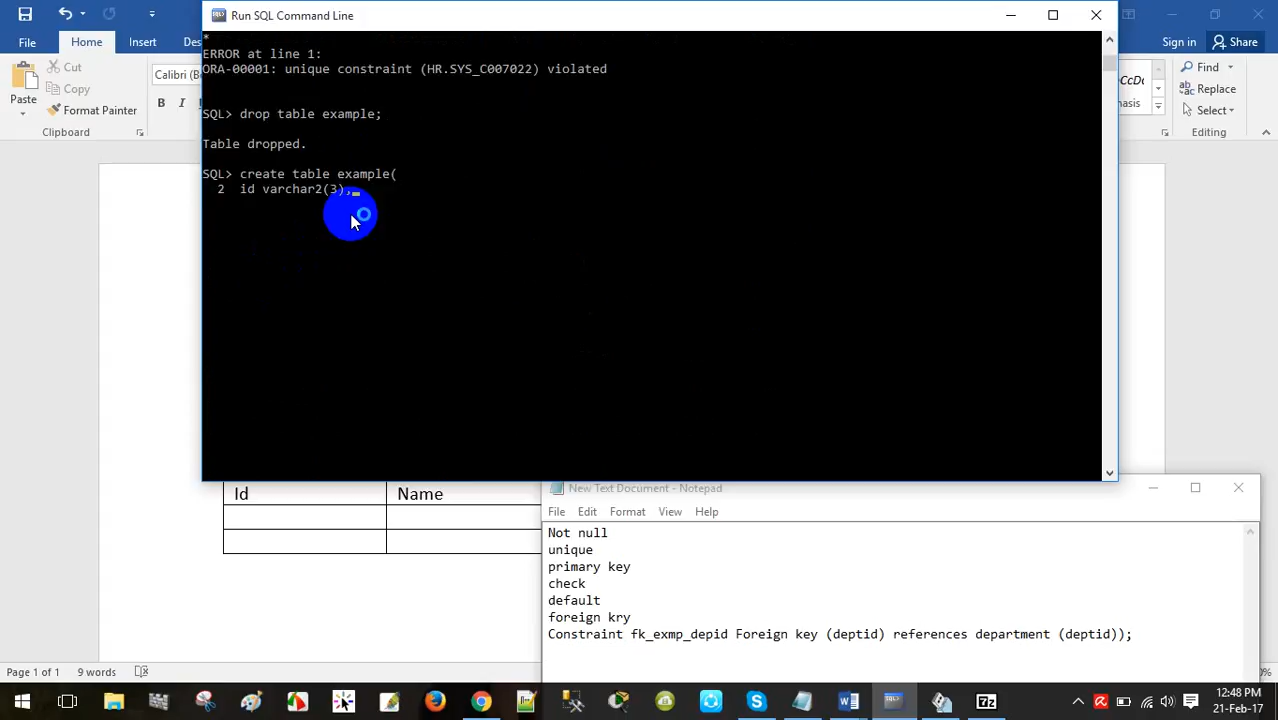 Run SQL Command Line
File Home Insert
Sign in Share
Cut
Copy
Format Painter
Paste
Clipboard
Calibri (B
B I
Find
Replace
Select
Editing
*
ERROR at line 1:
ORA-00001: unique constraint (HR.SYS_C007022) violated
SQL> drop table example;
Table dropped.
SQL> create table example(
2 id varchar2(3),
Id Name
New Text Document - Notepad
File Edit Format View Help
Not null
unique
primary key
check
default
foreign kry
Constraint fk_exmp_depid Foreign key (deptid) references department (deptid));
Page 1 of 1 9 words
12:48 PM
21-Feb-17